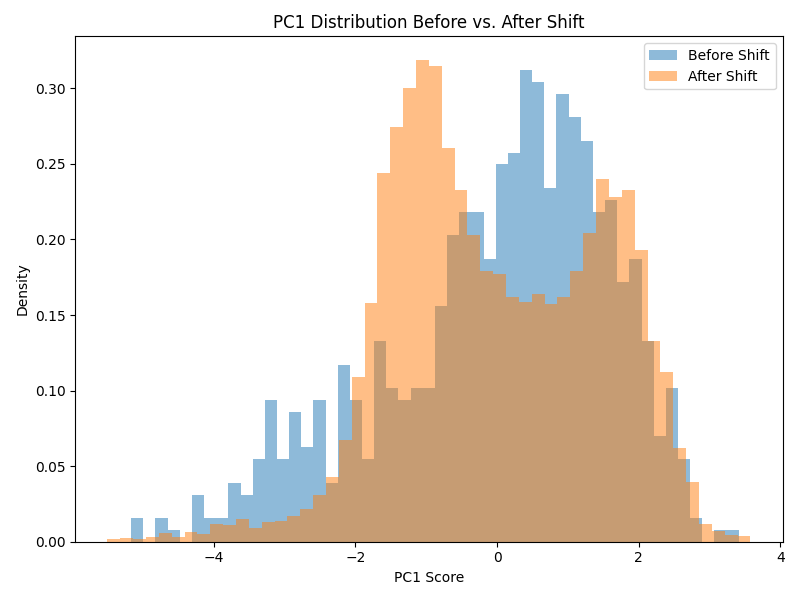 PC1 Distribution Before vs. After Shift
Before Shift
After Shift
Density
0.30
0.25
0.20
0.15
0.10
0.05
0.00
−4
−2
0
2
4
PC1 Score